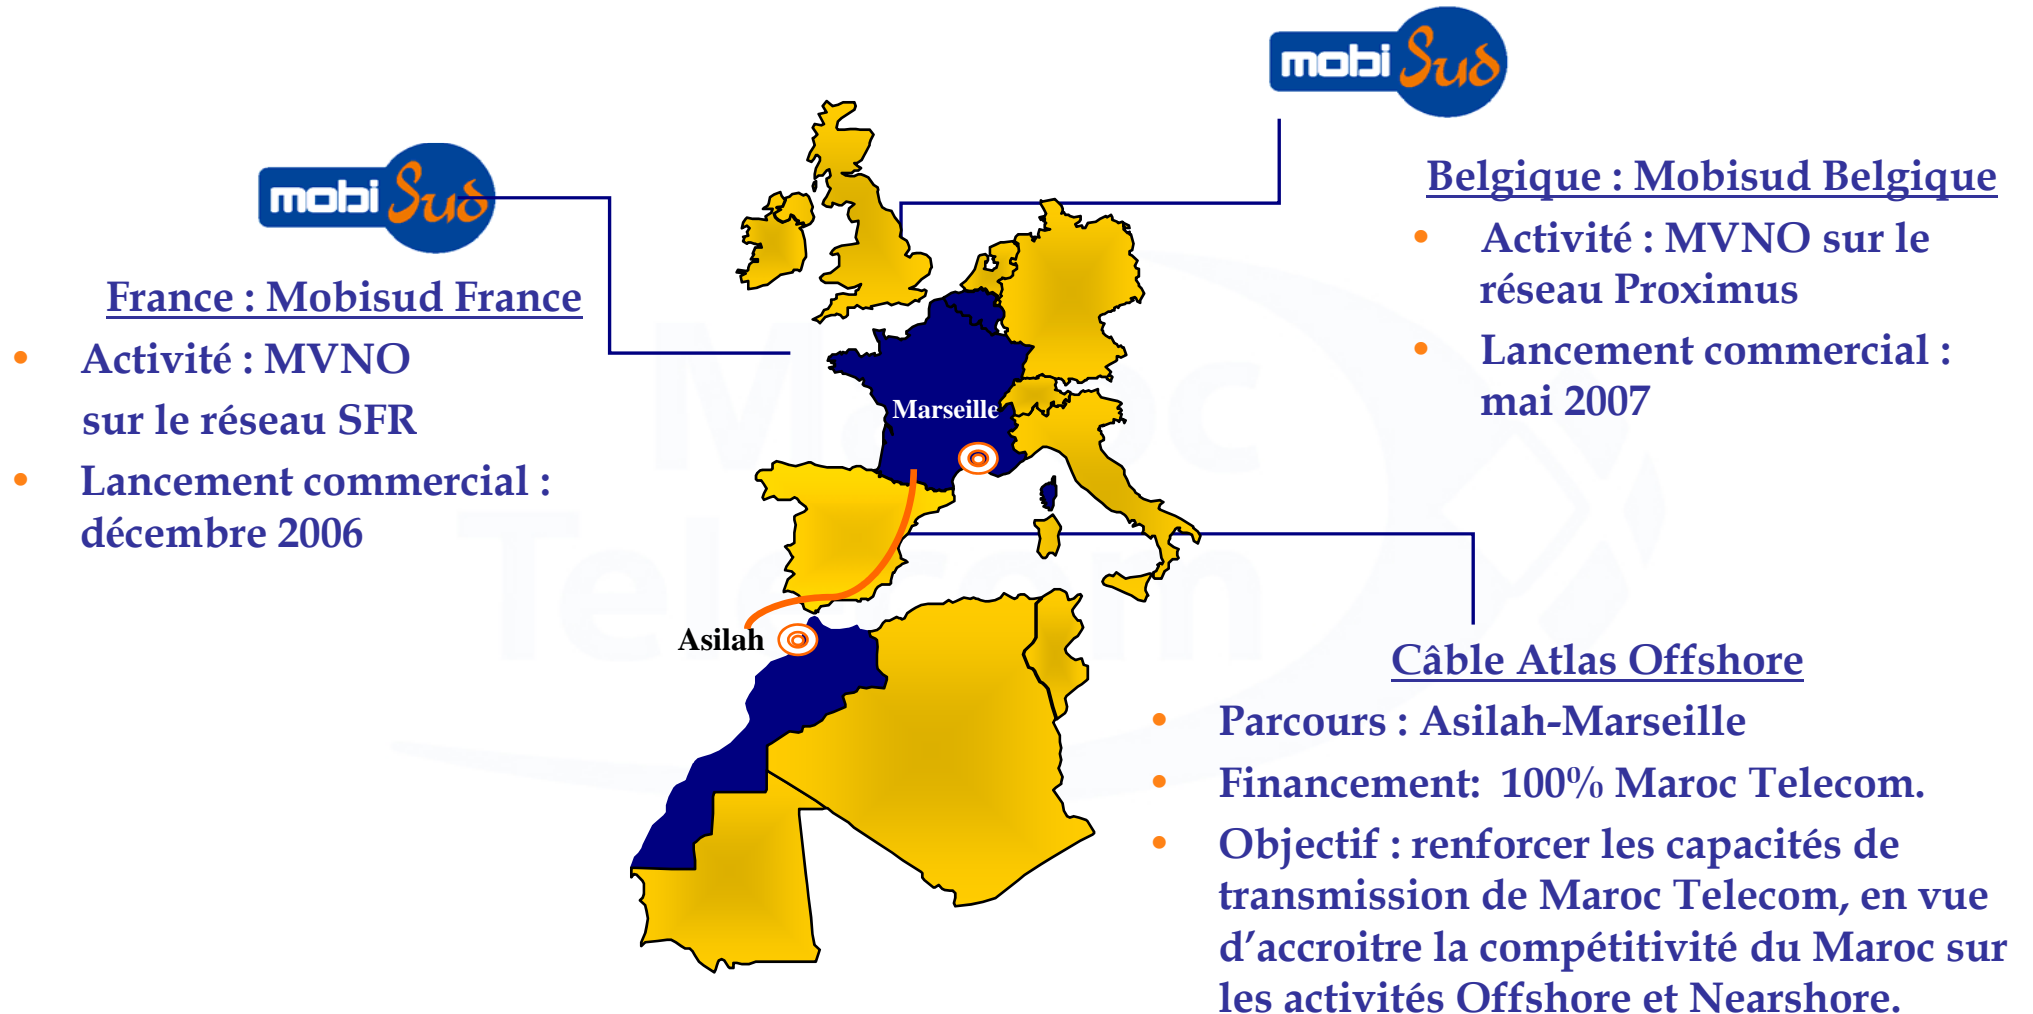 mobi Sud
France : Mobisud France
• Activité : MVNO
sur le réseau SFR
• Lancement commercial :
décembre 2006
mobi Sud
Belgique : Mobisud Belgique
• Activité : MVNO sur le
réseau Proximus
• Lancement commercial :
mai 2007
Marseille
Asilah
Maroc
Telecom
Câble Atlas Offshore
• Parcours : Asilah-Marseille
• Financement: 100% Maroc Telecom.
• Objectif : renforcer les capacités de
transmission de Maroc Telecom, en vue
d’accroitre la compétitivité du Maroc sur
les activités Offshore et Nearshore.